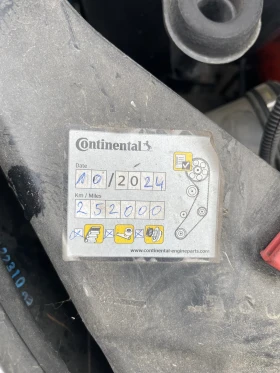 Continental
Date
10/2024
Km / Miles
252000
www.continental-engineparts.com